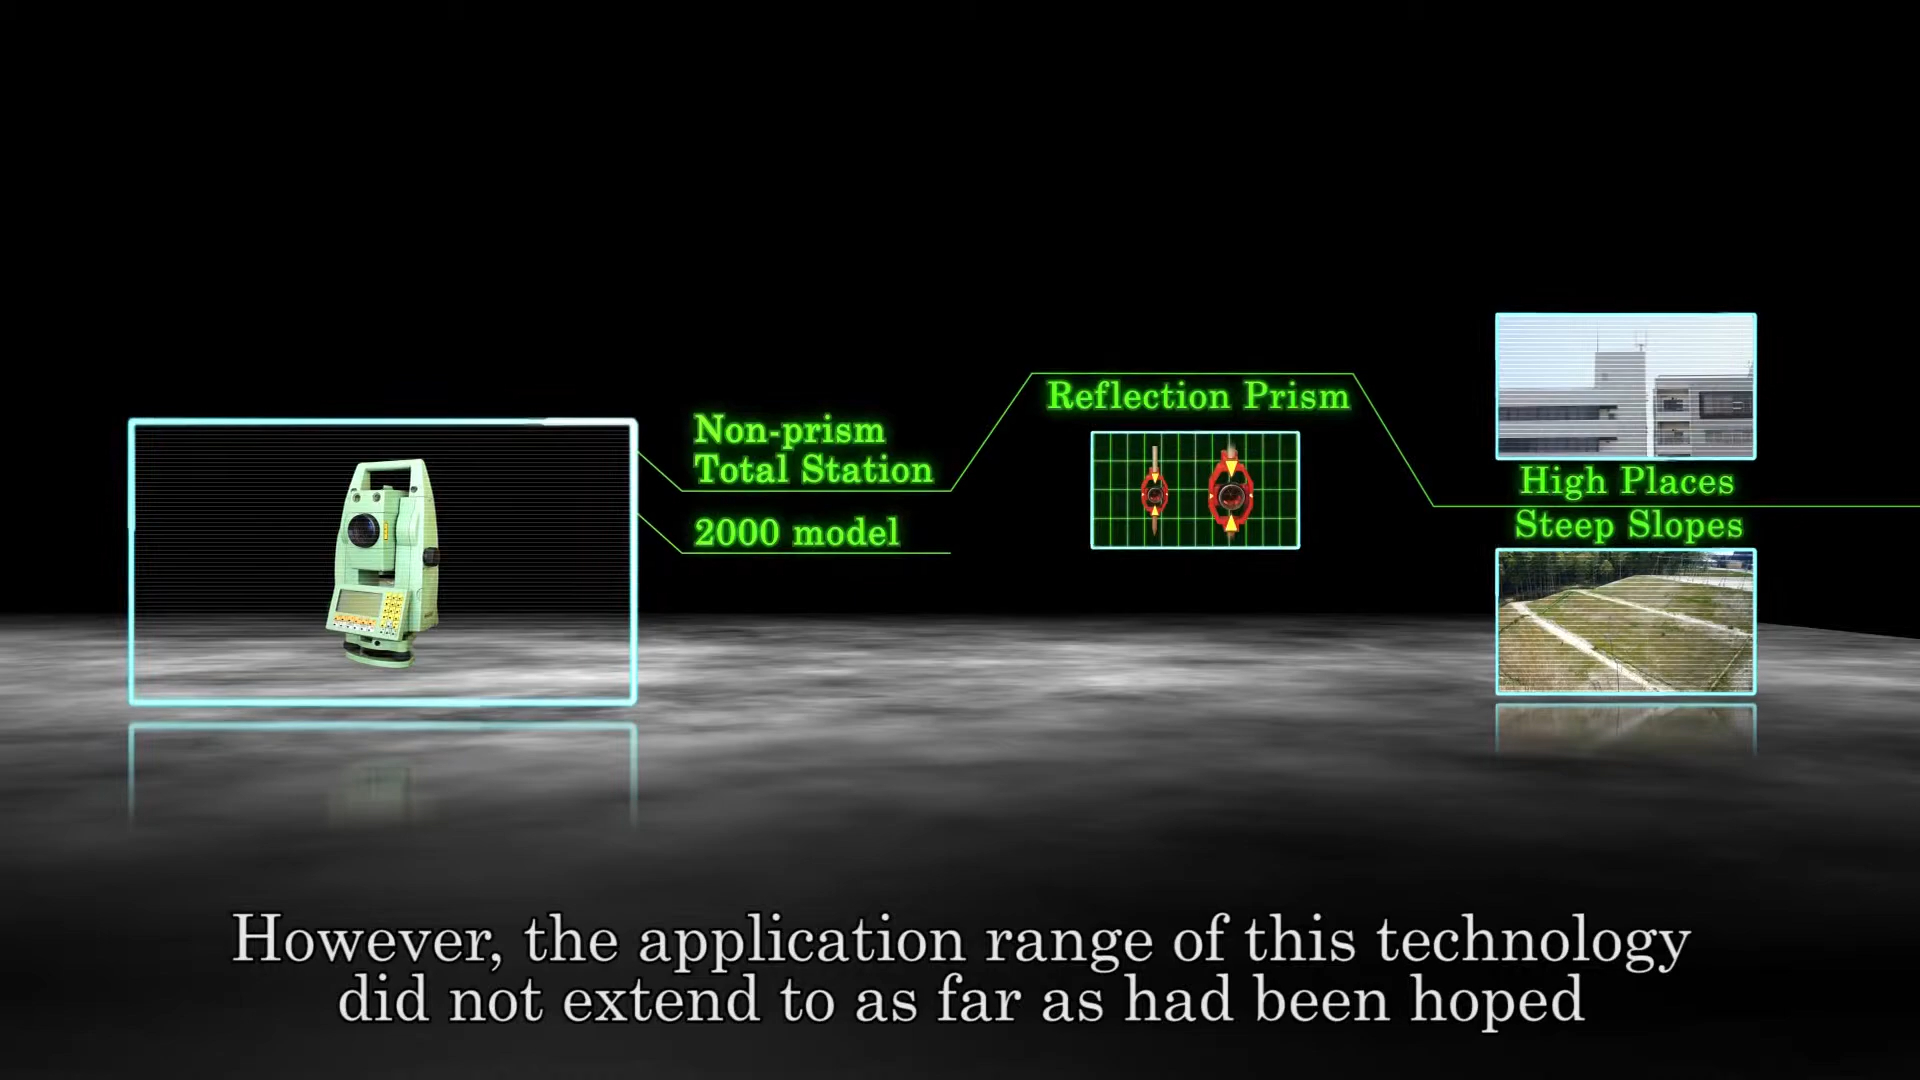 Non-prism
Total Station
2000 model
Reflection Prism
High Places
Steep Slopes
However, the application range of this technology
did not extend to as far as had been hoped